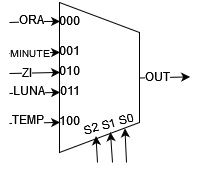 ORA 000
MINUTE 001
ZI 010
OUT
LUNA 011
TEMP 100
S2 S1 S0